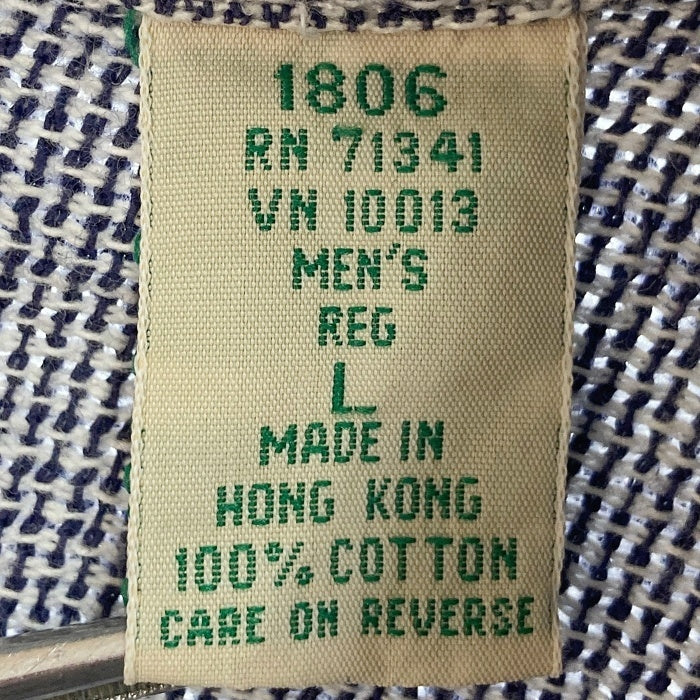 1806
RN 71341
VN 10013
MEN'S
REG
L
MADE IN
HONG KONG
100% COTTON
CARE ON REVERSE